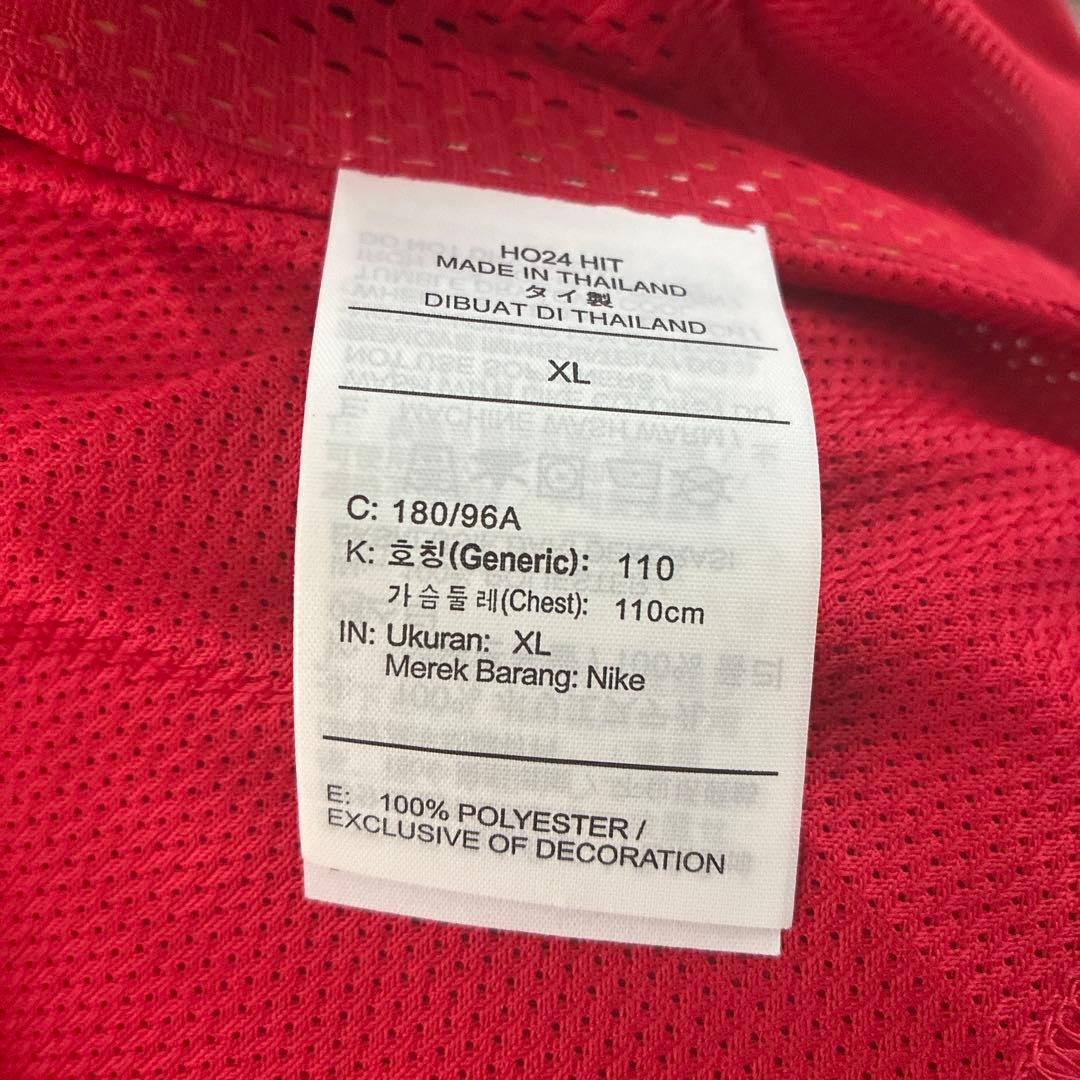 HO24 HIT
MADE IN THAILAND
タイ製
DIBUAT DI THAILAND
XL
C: 180/96A
K: 호칭(Generic): 110
가슴둘레(Chest): 110cm
IN: Ukuran: XL
Merek Barang: Nike
E: 100% POLYESTER /
EXCLUSIVE OF DECORATION